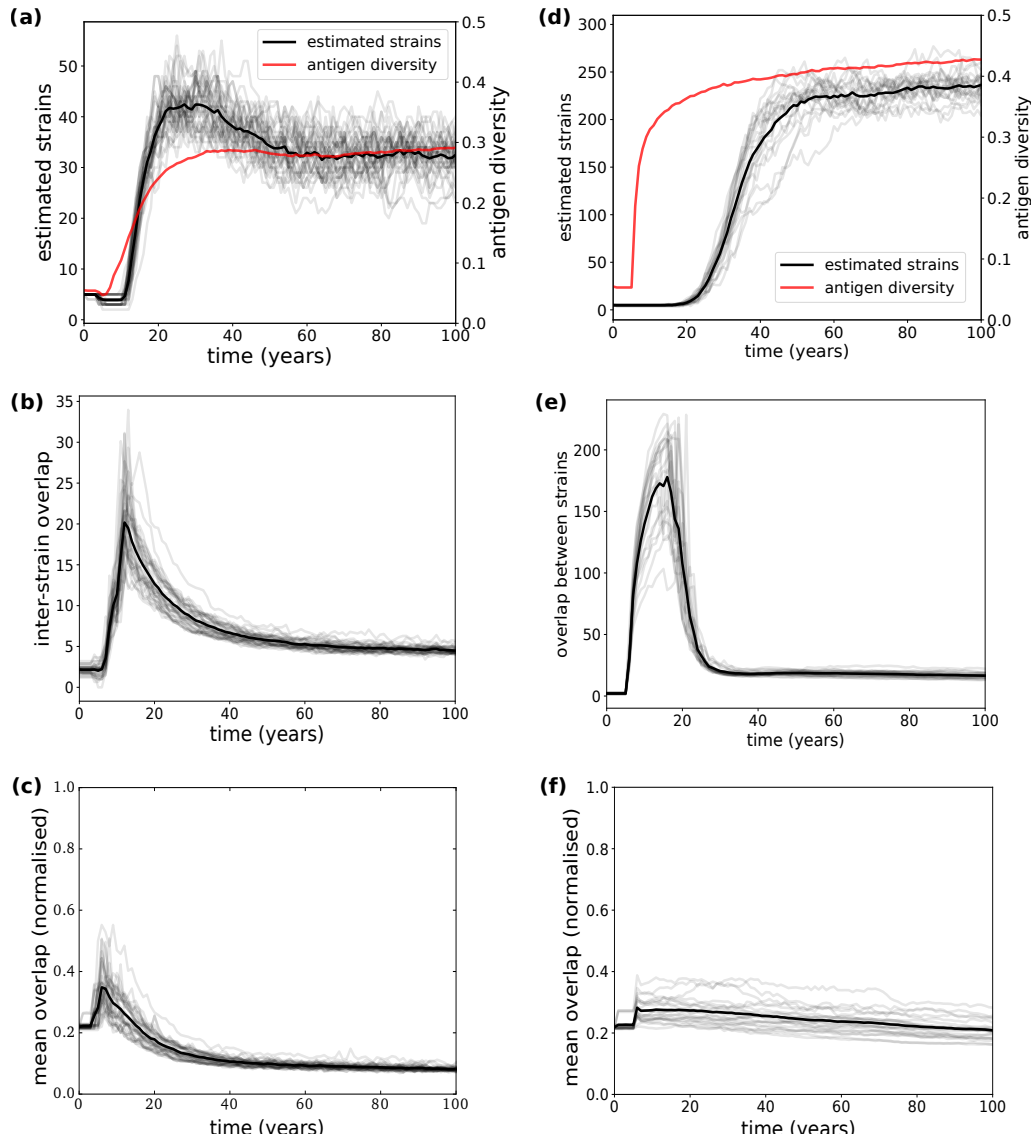 (a)
estimated strains
antigen diversity
50
40
30
20
10
0
estimated strains
0.5
0.4
0.3
0.2
0.1
0.0
antigen diversity
0 20 40 60 80 100
time (years)
(d)
300
250
200
150
100
50
0
estimated strains
estimated strains
antigen diversity
0.5
0.4
0.3
0.2
0.1
0.0
antigen diversity
0 20 40 60 80 100
time (years)
(b)
35
30
25
20
15
10
5
0
inter-strain overlap
0 20 40 60 80 100
time (years)
(e)
200
150
100
50
0
overlap between strains
0 20 40 60 80 100
time (years)
(c)
1.0
0.8
0.6
0.4
0.2
0.0
mean overlap (normalised)
0 20 40 60 80 100
time (years)
(f)
1.0
0.8
0.6
0.4
0.2
0.0
mean overlap (normalised)
0 20 40 60 80 100
time (years)